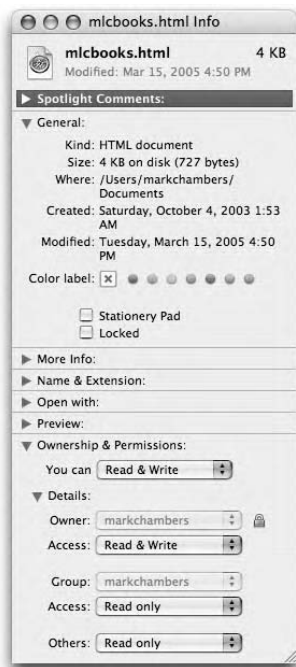 mlcbooks.html Info
mlcbooks.html 4 KB
Modified: Mar 15, 2005 4:50 PM
Spotlight Comments:
General:
Kind: HTML document
Size: 4 KB on disk (727 bytes)
Where: /Users/markchambers/
Documents
Created: Saturday, October 4, 2003 1:53
AM
Modified: Tuesday, March 15, 2005 4:50
PM
Color label:
Stationery Pad
Locked
More Info:
Name & Extension:
Open with:
Preview:
Ownership & Permissions:
You can Read & Write
Details:
Owner: markchambers
Access: Read & Write
Group: markchambers
Access: Read only
Others: Read only